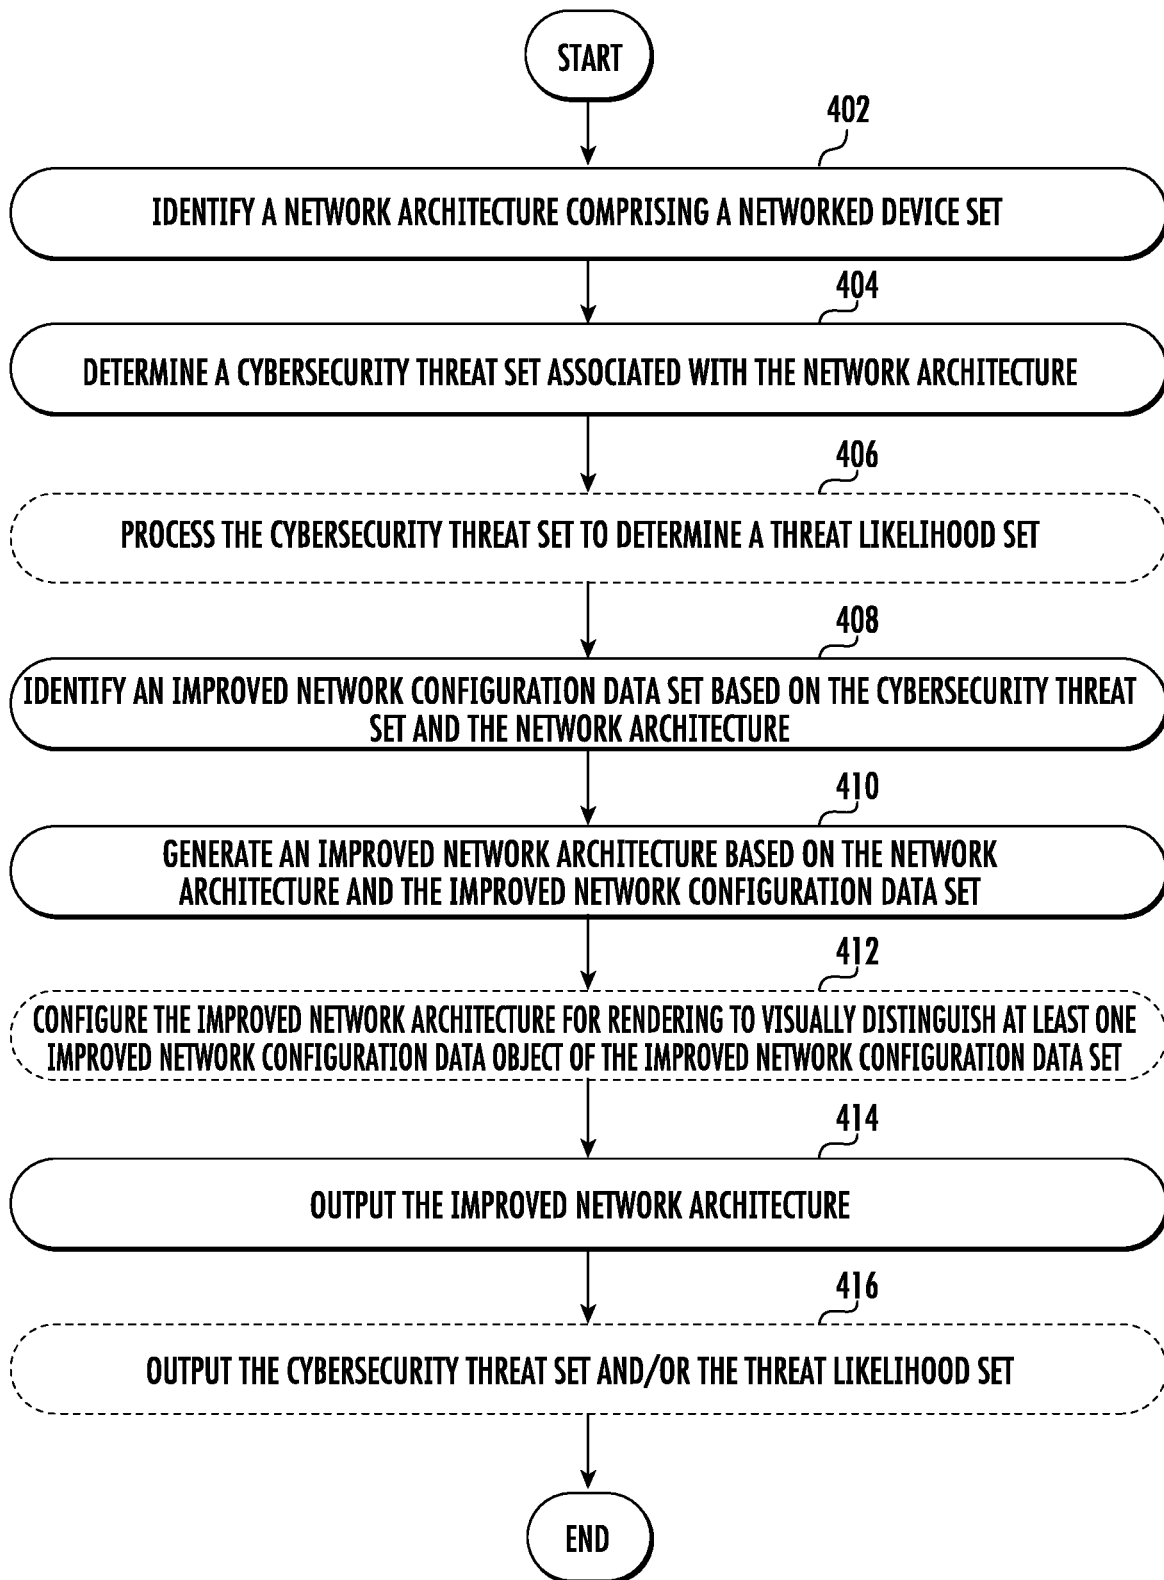 START
402
IDENTIFY A NETWORK ARCHITECTURE COMPRISING A NETWORKED DEVICE SET
404
DETERMINE A CYBERSECURITY THREAT SET ASSOCIATED WITH THE NETWORK ARCHITECTURE
406
PROCESS THE CYBERSECURITY THREAT SET TO DETERMINE A THREAT LIKELIHOOD SET
408
IDENTIFY AN IMPROVED NETWORK CONFIGURATION DATA SET BASED ON THE CYBERSECURITY THREAT
SET AND THE NETWORK ARCHITECTURE
410
GENERATE AN IMPROVED NETWORK ARCHITECTURE BASED ON THE NETWORK
ARCHITECTURE AND THE IMPROVED NETWORK CONFIGURATION DATA SET
412
CONFIGURE THE IMPROVED NETWORK ARCHITECTURE FOR RENDERING TO VISUALLY DISTINGUISH AT LEAST ONE
IMPROVED NETWORK CONFIGURATION DATA OBJECT OF THE IMPROVED NETWORK CONFIGURATION DATA SET
414
OUTPUT THE IMPROVED NETWORK ARCHITECTURE
416
OUTPUT THE CYBERSECURITY THREAT SET AND/OR THE THREAT LIKELIHOOD SET
END